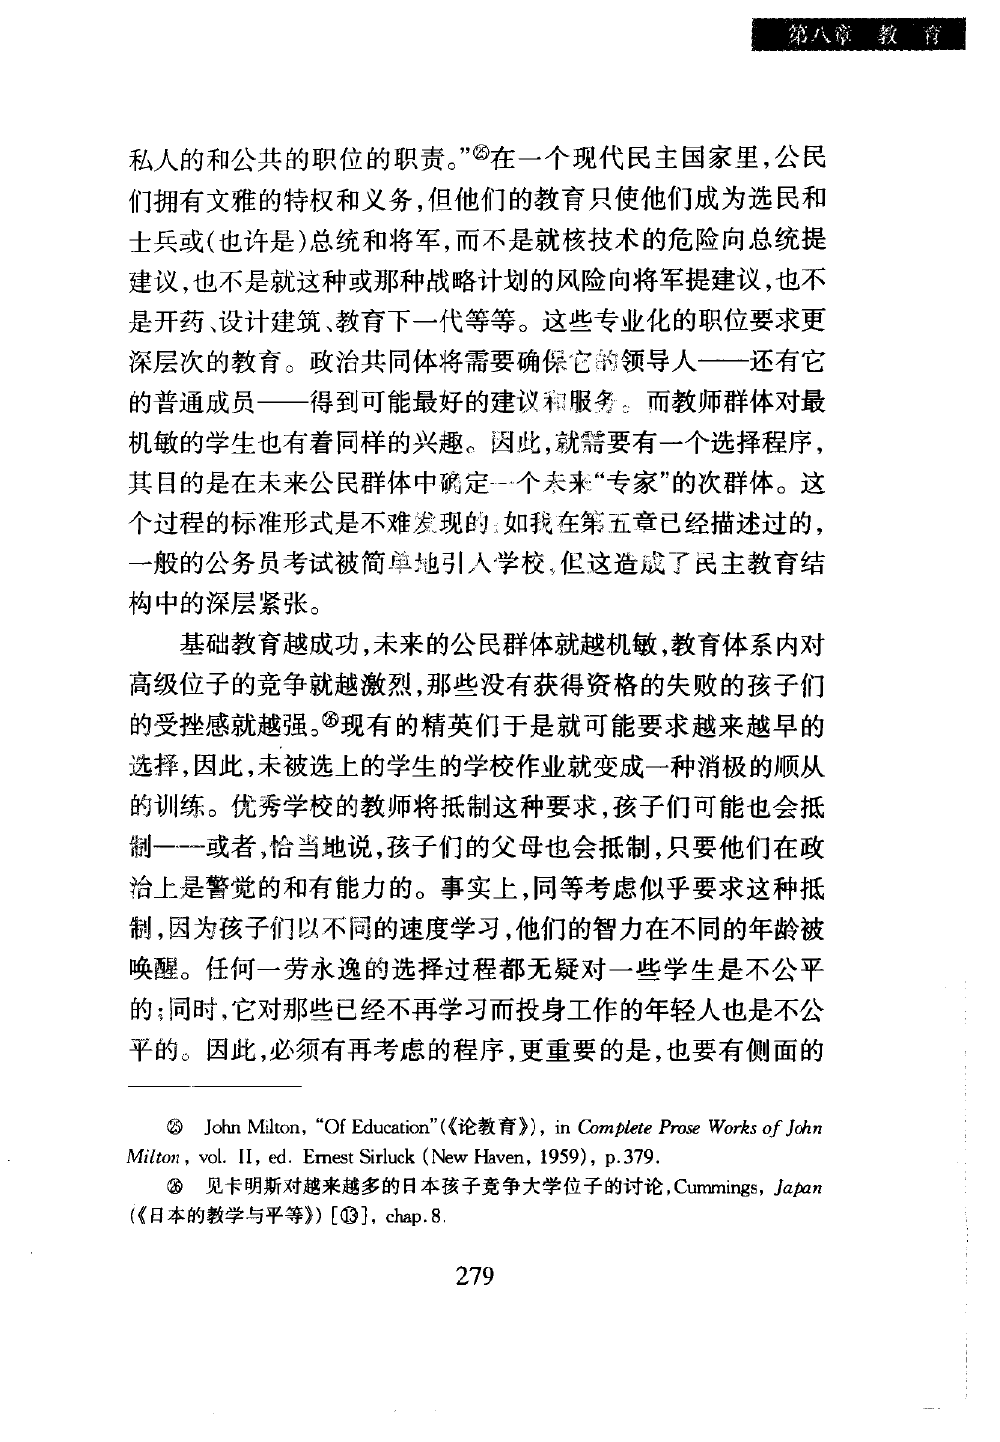 第八章 教 育
私人的和公共的职位的职责。”㉕在一个现代民主国家里,公民
们拥有文雅的特权和义务,但他们的教育只使他们成为选民和
士兵或(也许是)总统和将军,而不是就核技术的危险向总统提
建议,也不是就这种或那种战略计划的风险向将军提建议,也不
是开药、设计建筑、教育下一代等等。这些专业化的职位要求更
深层次的教育。政治共同体将需要确保它的领导人——还有它
的普通成员——得到可能最好的建议和服务。而教师群体对最
机敏的学生也有着同样的兴趣。因此,就需要有一个选择程序,
其目的是在未来公民群体中确定一个未来“专家”的次群体。这
个过程的标准形式是不难发现的:如我在第五章已经描述过的,
一般的公务员考试被简单地引入学校,但这造成了民主教育结
构中的深层紧张。
基础教育越成功,未来的公民群体就越机敏,教育体系内对
高级位子的竞争就越激烈,那些没有获得资格的失败的孩子们
的受挫感就越强。㉖现有的精英们于是就可能要求越来越早的
选择,因此,未被选上的学生的学校作业就变成一种消极的顺从
的训练。优秀学校的教师将抵制这种要求,孩子们可能也会抵
制——或者,恰当地说,孩子们的父母也会抵制,只要他们在政
治上是警觉的和有能力的。事实上,同等考虑似乎要求这种抵
制,因为孩子们以不同的速度学习,他们的智力在不同的年龄被
唤醒。任何一劳永逸的选择过程都无疑对一些学生是不公平
的;同时,它对那些已经不再学习而投身工作的年轻人也是不公
平的。因此,必须有再考虑的程序,更重要的是,也要有侧面的
㉕ John Milton, “Of Education”(《论教育》), in Complete Prose Works of John
Milton, vol. II, ed. Ernest Sirluck (New Haven, 1959), p.379.
㉖ 见卡明斯对越来越多的日本孩子竞争大学位子的讨论,Cummings, Japan
(《日本的教学与平等》) [⑬], chap.8.
279